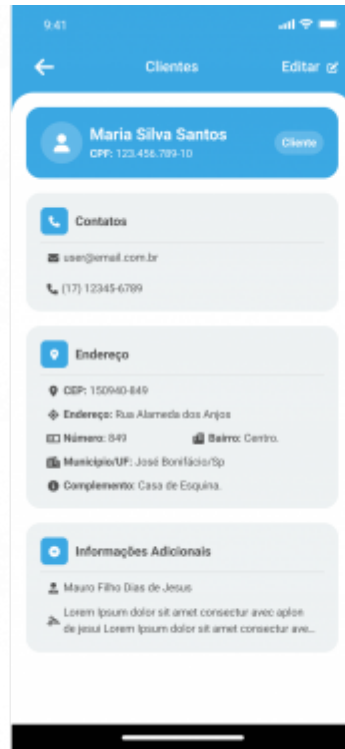 9:41
Clientes
Editar
Maria Silva Santos
CPF: 123.456.789-10
Cliente
Contatos
user@email.com.br
(17) 12345-6789
Endereço
CEP: 150940-849
Endereço: Rua Alameda dos Anjos
Número: 849
Bairro: Centro.
Município/UF: José Bonifácio/Sp
Complemento: Casa de Esquina.
Informações Adicionais
Mauro Filho Dias de Jesus
Lorem Ipsum dolor sit amet consectur avec aplon
de jesui Lorem Ipsum dolor sit amet consectur ave...